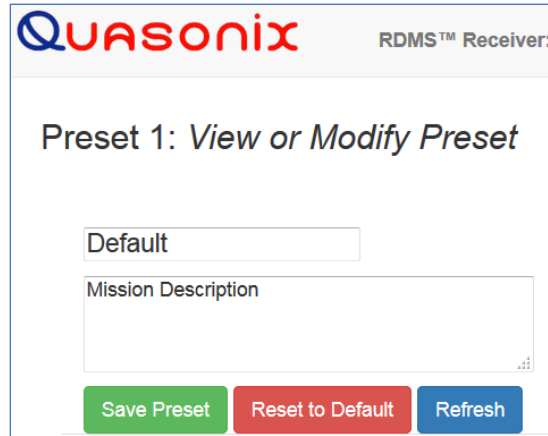 Quasonix RDMS™ Receiver:
Preset 1: View or Modify Preset
Default
Mission Description
Save Preset Reset to Default Refresh